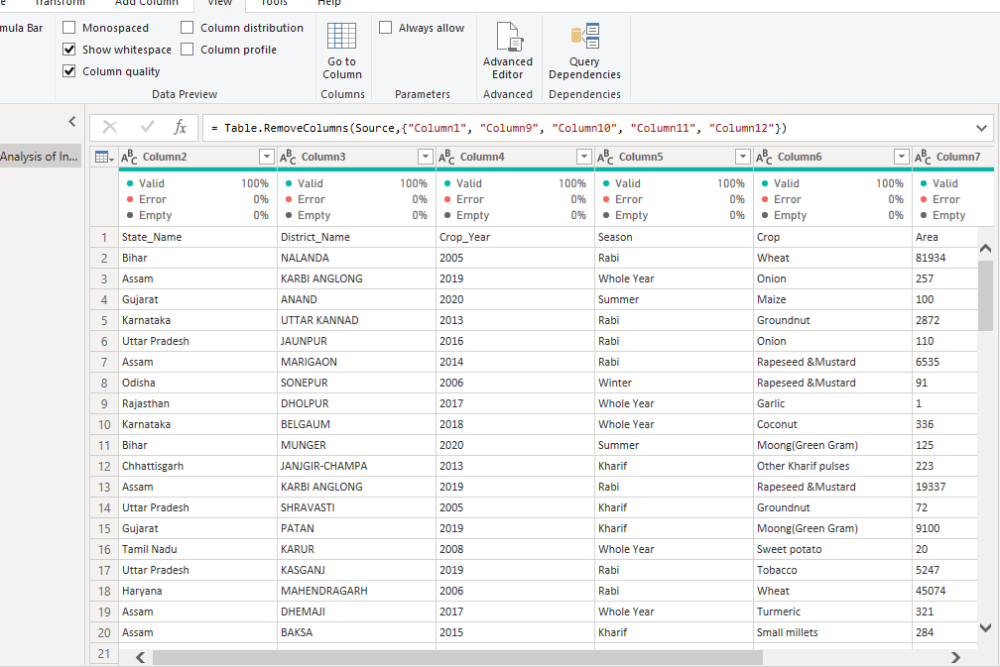 Transform Add Column View Tools Help
mula Bar Monospaced Column distribution Always allow
Show whitespace Column profile
Column quality
Go to Column
Advanced Editor
Query Dependencies
Data Preview Columns Parameters Advanced Dependencies
fx = Table.RemoveColumns(Source,{"Column1", "Column9", "Column10", "Column11", "Column12"})
Analysis of In...
ABC Column2 ABC Column3 ABC Column4 ABC Column5 ABC Column6 ABC Column7
Valid 100% Valid 100% Valid 100% Valid 100% Valid 100% Valid
Error 0% Error 0% Error 0% Error 0% Error 0% Error
Empty 0% Empty 0% Empty 0% Empty 0% Empty 0% Empty
1 State_Name District_Name Crop_Year Season Crop Area
2 Bihar NALANDA 2005 Rabi Wheat 81934
3 Assam KARBI ANGLONG 2019 Whole Year Onion 257
4 Gujarat ANAND 2020 Summer Maize 100
5 Karnataka UTTAR KANNAD 2013 Rabi Groundnut 2872
6 Uttar Pradesh JAUNPUR 2016 Rabi Onion 110
7 Assam MARIGAON 2014 Rabi Rapeseed &Mustard 6535
8 Odisha SONEPUR 2006 Winter Rapeseed &Mustard 91
9 Rajasthan DHOLPUR 2017 Whole Year Garlic 1
10 Karnataka BELGAUM 2018 Whole Year Coconut 336
11 Bihar MUNGER 2020 Summer Moong(Green Gram) 125
12 Chhattisgarh JANJGIR-CHAMPA 2013 Kharif Other Kharif pulses 223
13 Assam KARBI ANGLONG 2019 Rabi Rapeseed &Mustard 19337
14 Uttar Pradesh SHRAVASTI 2005 Kharif Groundnut 72
15 Gujarat PATAN 2019 Kharif Moong(Green Gram) 9100
16 Tamil Nadu KARUR 2008 Whole Year Sweet potato 20
17 Uttar Pradesh KASGANJ 2019 Rabi Tobacco 5247
18 Haryana MAHENDRAGARH 2006 Rabi Wheat 45074
19 Assam DHEMAJI 2017 Whole Year Turmeric 321
20 Assam BAKSA 2015 Kharif Small millets 284
21